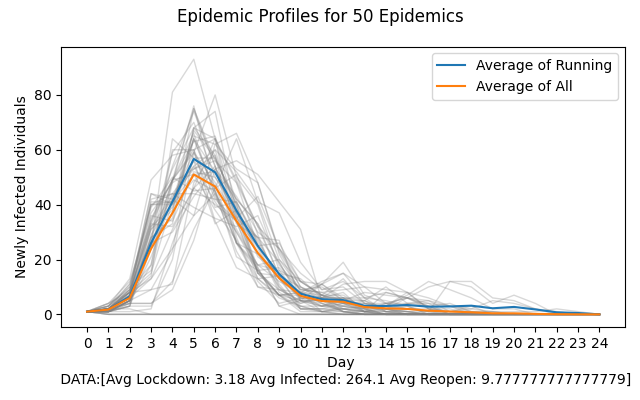 Epidemic Profiles for 50 Epidemics
Average of Running
Average of All
Newly Infected Individuals
80
60
40
20
0
0 1 2 3 4 5 6 7 8 9 10 11 12 13 14 15 16 17 18 19 20 21 22 23 24
Day
DATA:[Avg Lockdown: 3.18 Avg Infected: 264.1 Avg Reopen: 9.777777777777779]